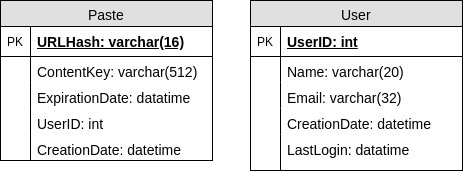 Paste
PK URLHash: varchar(16)
ContentKey: varchar(512)
ExpirationDate: datatime
UserID: int
CreationDate: datetime
User
PK UserID: int
Name: varchar(20)
Email: varchar(32)
CreationDate: datetime
LastLogin: datatime